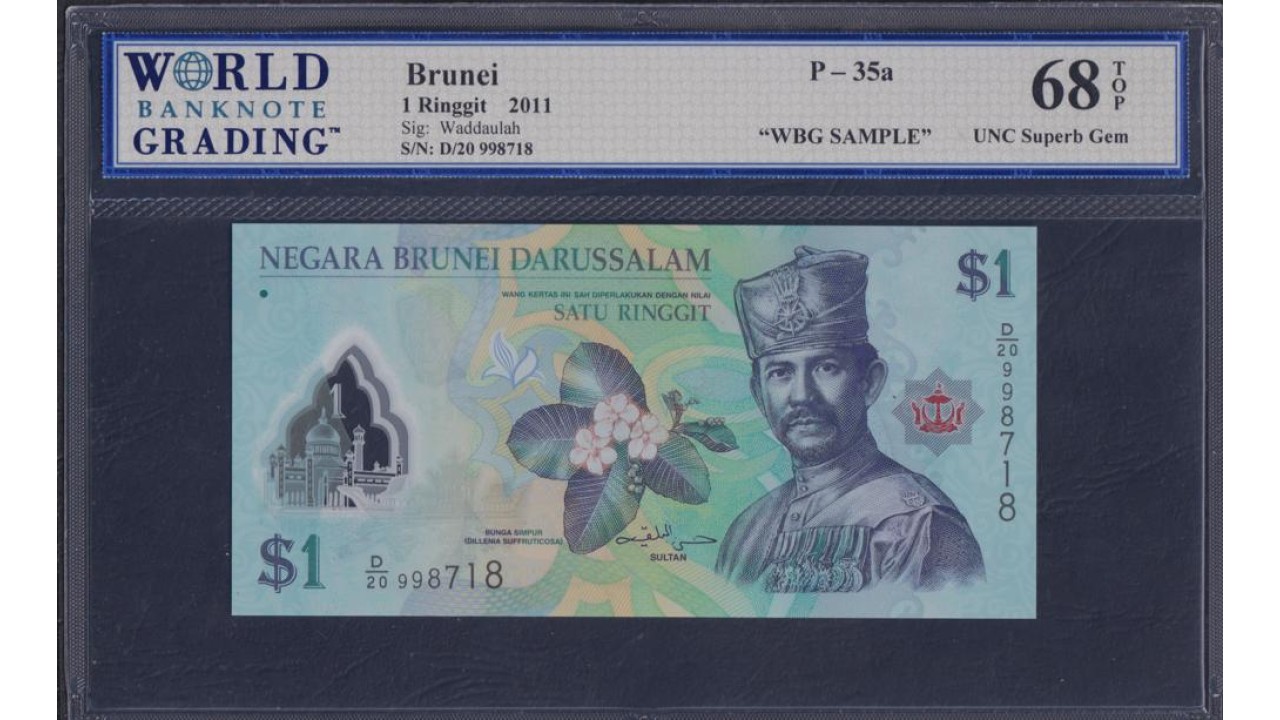 WORLD
BANKNOTE
GRADING™
Brunei
1 Ringgit 2011
Sig: Waddaulah
S/N: D/20 998718
P – 35a
“WBG SAMPLE”
68 TOP
UNC Superb Gem
NEGARA BRUNEI DARUSSALAM
WANG KERTAS INI SAH DIPERLAKUKAN DENGAN NILAI
SATU RINGGIT
$1
D/20 998718
1
BUNGA SIMPUR
(DILLENIA SUFFRUTICOSA)
SULTAN
$1
D/20 998718